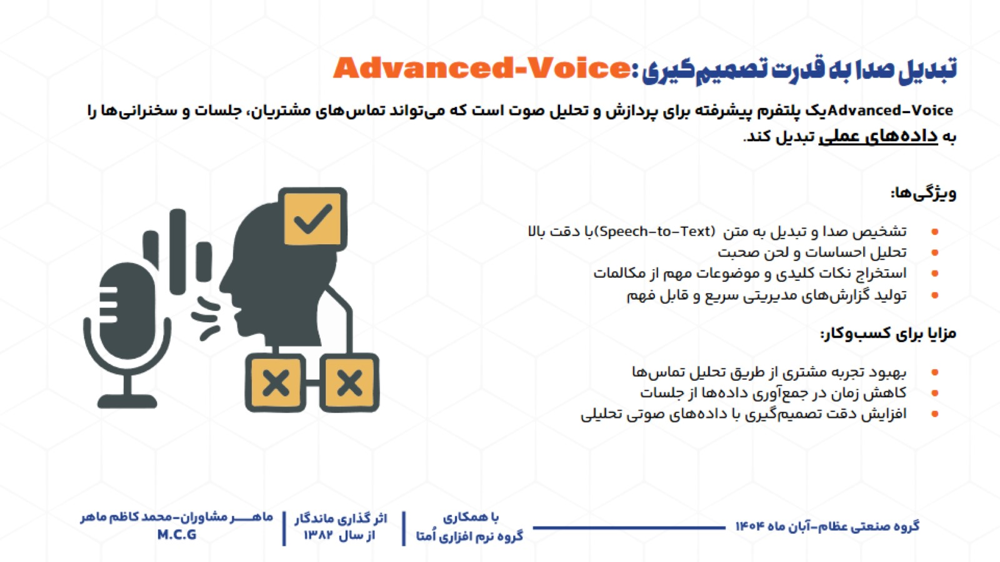 تبدیل صدا به قدرت تصمیم‌گیری :Advanced-Voice
Advanced-Voiceیک پلتفرم پیشرفته برای پردازش و تحلیل صوت است که می‌تواند تماس‌های مشتریان، جلسات و سخنرانی‌ها را
به داده‌های عملی تبدیل کند.
ویژگی‌ها:
• تشخیص صدا و تبدیل به متن (Speech-to-Text)با دقت بالا
• تحلیل احساسات و لحن صحبت
• استخراج نکات کلیدی و موضوعات مهم از مکالمات
• تولید گزارش‌های مدیریتی سریع و قابل فهم
مزایا برای کسب‌وکار:
• بهبود تجربه مشتری از طریق تحلیل تماس‌ها
• کاهش زمان در جمع‌آوری داده‌ها از جلسات
• افزایش دقت تصمیم‌گیری با داده‌های صوتی تحلیلی
گروه صنعتی عظام-آبان ماه ۱۴۰۴
با همکاری
گروه نرم افزاری اُمتا
اثر گذاری ماندگار
از سال ۱۳۸۲
ماهــــر مشاوران-محمد کاظم ماهر
M.C.G